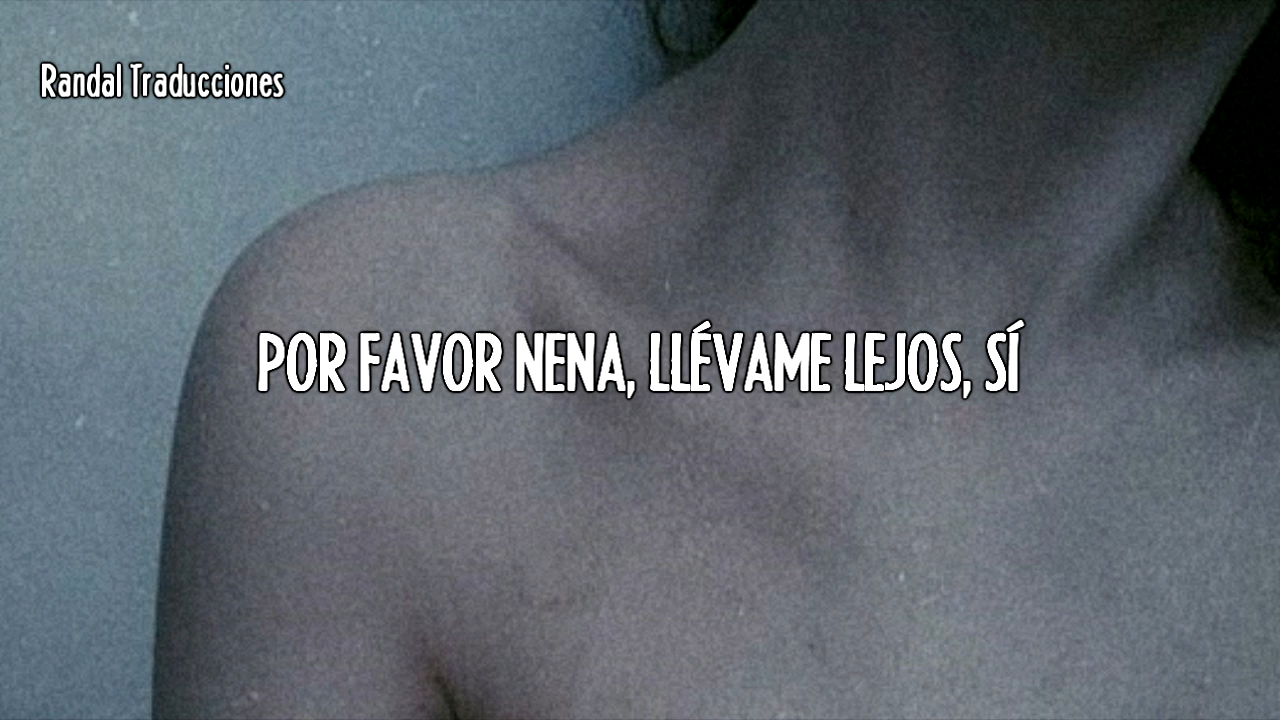 Randal Traducciones
POR FAVOR NENA, LLÉVAME LEJOS, SÍ